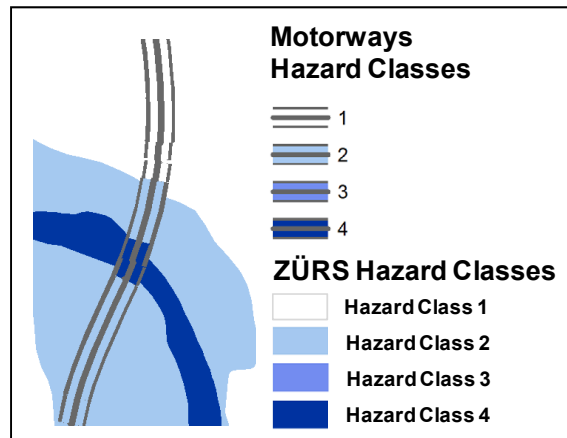 Motorways
Hazard Classes
1
2
3
4
ZÜRS Hazard Classes
Hazard Class 1
Hazard Class 2
Hazard Class 3
Hazard Class 4